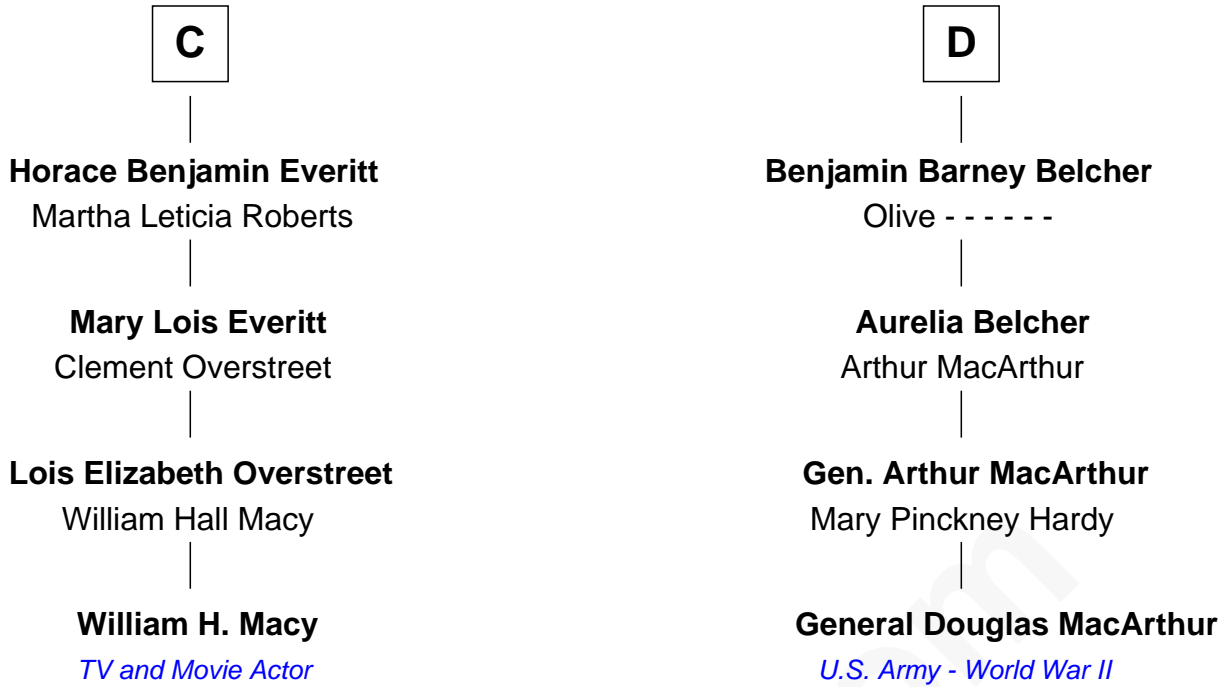 C
Horace Benjamin Everitt
Martha Leticia Roberts
Mary Lois Everitt
Clement Overstreet
Lois Elizabeth Overstreet
William Hall Macy
William H. Macy
TV and Movie Actor
D
Benjamin Barney Belcher
Olive - - - - - -
Aurelia Belcher
Arthur MacArthur
Gen. Arthur MacArthur
Mary Pinckney Hardy
General Douglas MacArthur
U.S. Army - World War II